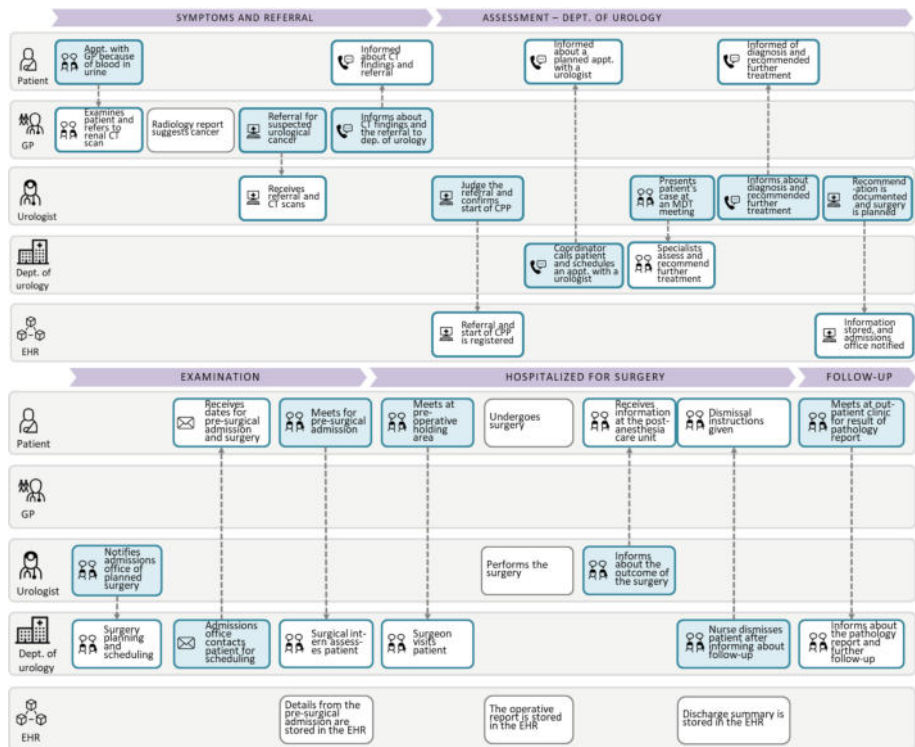 SYMPTOMS AND REFERRAL
ASSESSMENT – DEPT. OF UROLOGY
Patient
Appt. with
GP because
of blood in
urine
Informed
about CT
findings and
referral
Informed
about a
planned appt.
with a
urologist
Informed of
diagnosis and
recommended
further
treatment
GP
Examines
patient and
refers to
renal CT
scan
Radiology report
suggests cancer
Referral for
suspected
urological
cancer
Informs about
CT findings and
the referral to
dep. of urology
Urologist
Receives
referral and
CT scans
Judge the
referral and
confirms
start of CPP
Presents
patient's
case at
an MDT
meeting
Informs about
diagnosis and
recommended
further
treatment
Recommend
-ation is
documented
and surgery
is planned
Dept. of
urology
Coordinator
calls patient
and schedules
an appt. with a
urologist
Specialists
assess and
recommend
further
treatment
EHR
Referral and
start of CPP
is registered
Information
stored, and
admissions
office notified
EXAMINATION
HOSPITALIZED FOR SURGERY
FOLLOW-UP
Patient
Receives
dates for
pre-surgical
admission
and surgery
Meets for
pre-surgical
admission
Meets at
pre-
operative
holding
area
Undergoes
surgery
Receives
information
at the post-
anesthesia
care unit
Dismissal
instructions
given
Meets at out-
patient clinic
for result of
pathology
report
GP
Urologist
Notifies
admissions
office of
planned
surgery
Performs the
surgery
Informs
about the
outcome of
the surgery
Dept. of
urology
Surgery
planning
and
scheduling
Admissions
office
contacts
patient for
scheduling
Surgical int-
ern assess-
es patient
Surgeon
visits
patient
Nurse dismisses
patient after
informing about
follow-up
Informs about
the pathology
report and
further
follow-up
EHR
Details from the
pre-surgical
admission are
stored in the EHR
The operative
report is stored
in the EHR
Discharge summary is
stored in the EHR